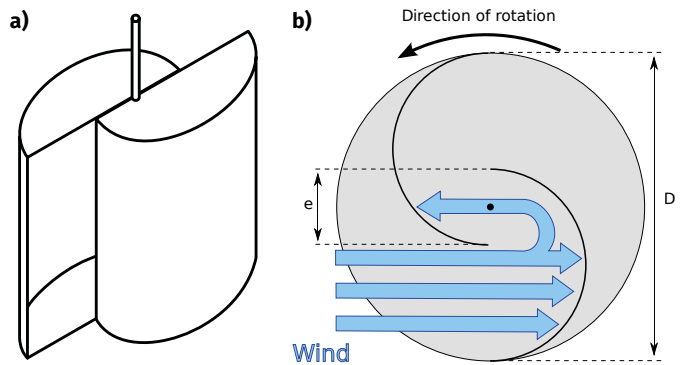 a)
b)
Direction of rotation
e
D
Wind